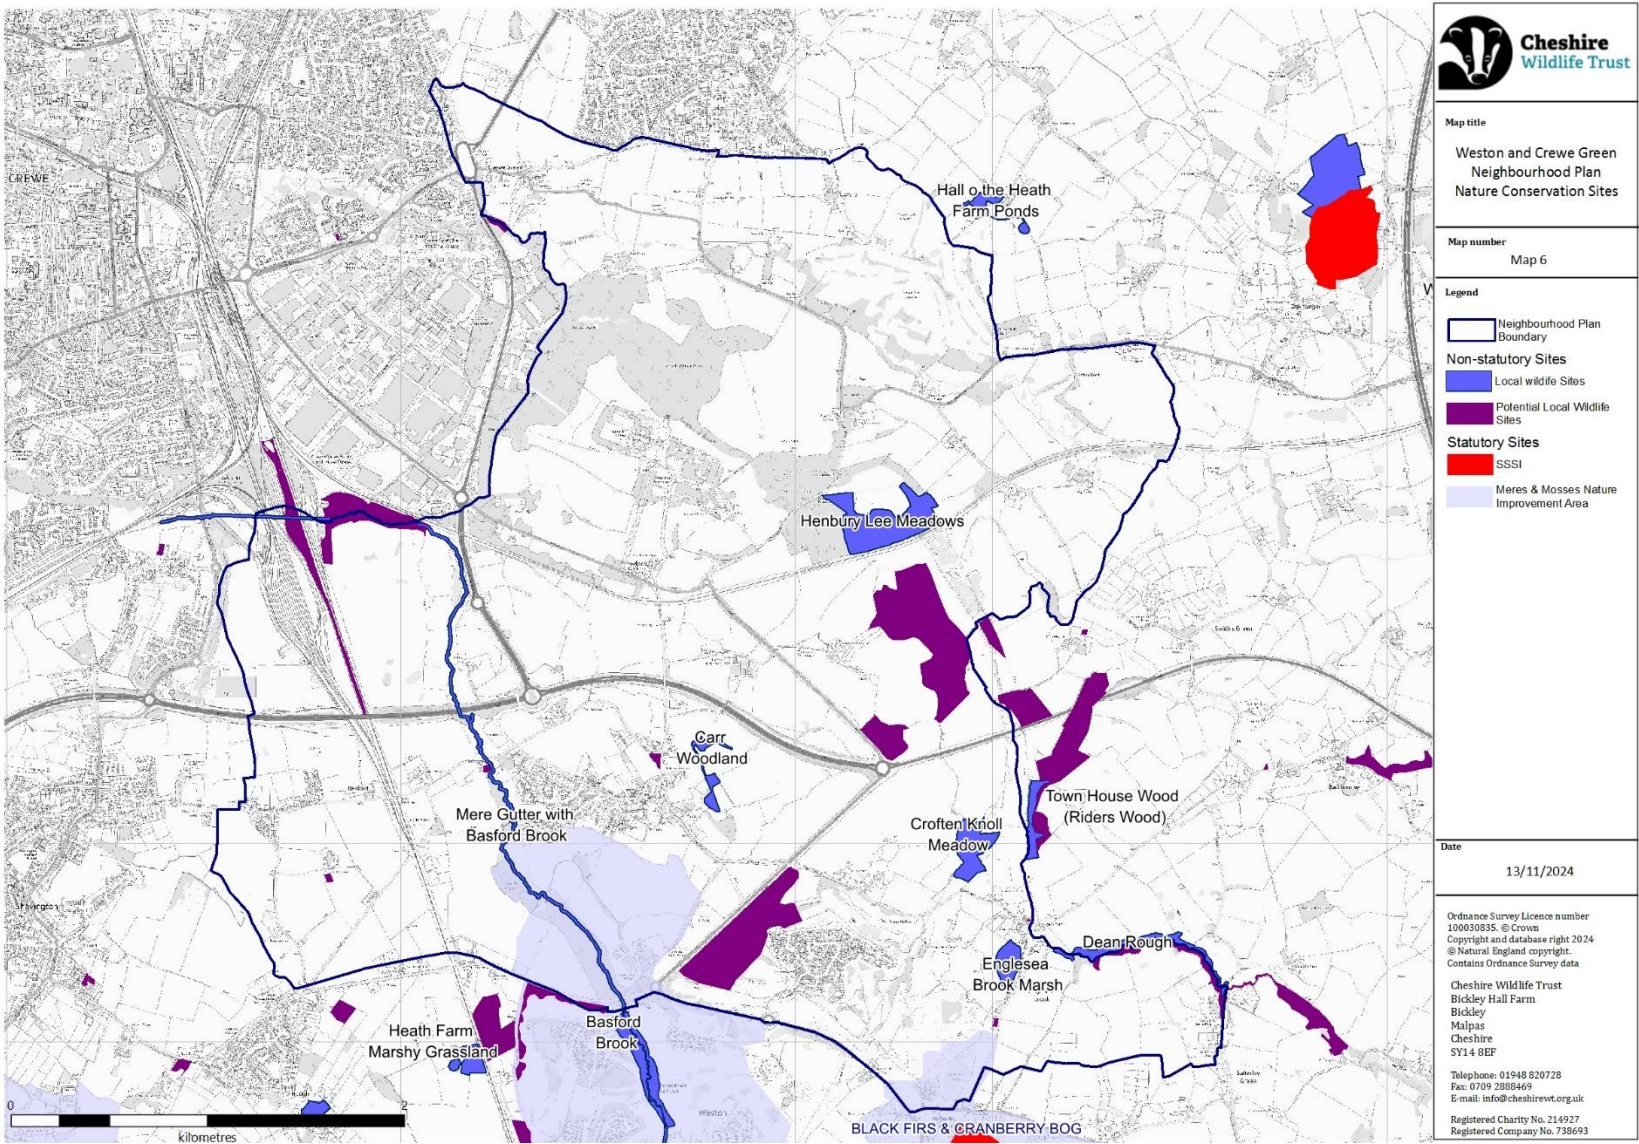 CREWE
Hall o the Heath
Farm Ponds
Henbury Lee Meadows
Carr
Woodland
Mere Gutter with
Basford Brook
Croften Knoll
Meadow
Town House Wood
(Riders Wood)
Dean Rough
Englesea
Brook Marsh
Heath Farm
Marshy Grassland
Basford
Brook
Weston
BLACK FIRS & CRANBERRY BOG
0
2
kilometres
Cheshire
Wildlife Trust
Map title
Weston and Crewe Green
Neighbourhood Plan
Nature Conservation Sites
Map number
Map 6
Legend
Neighbourhood Plan
Boundary
Non-statutory Sites
Local wildlife Sites
Potential Local Wildlife
Sites
Statutory Sites
SSSI
Meres & Mosses Nature
Improvement Area
Date
13/11/2024
Ordnance Survey Licence number
100030835. © Crown
Copyright and database right 2024
© Natural England copyright.
Contains Ordnance Survey data
Cheshire Wildlife Trust
Bickley Hall Farm
Bickley
Malpas
Cheshire
SY14 8EF
Telephone: 01948 820728
Fax: 0709 2888469
E-mail: info@cheshirewt.org.uk
Registered Charity No. 214927
Registered Company No. 738693